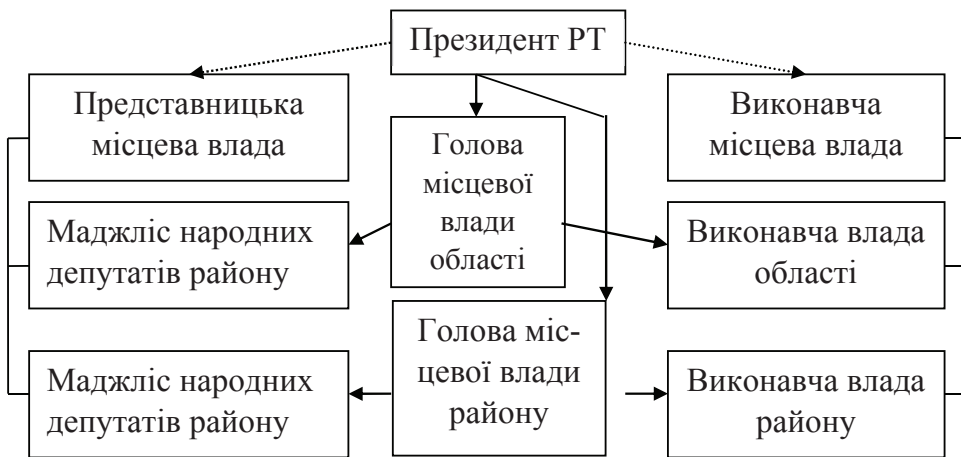 Президент РТ
Представницька
місцева влада
Голова
місцевої
влади
області
Виконавча
місцева влада
Маджліс народних
депутатів району
Виконавча влада
області
Голова міс-
цевої влади
району
Маджліс народних
депутатів району
Виконавча влада
району